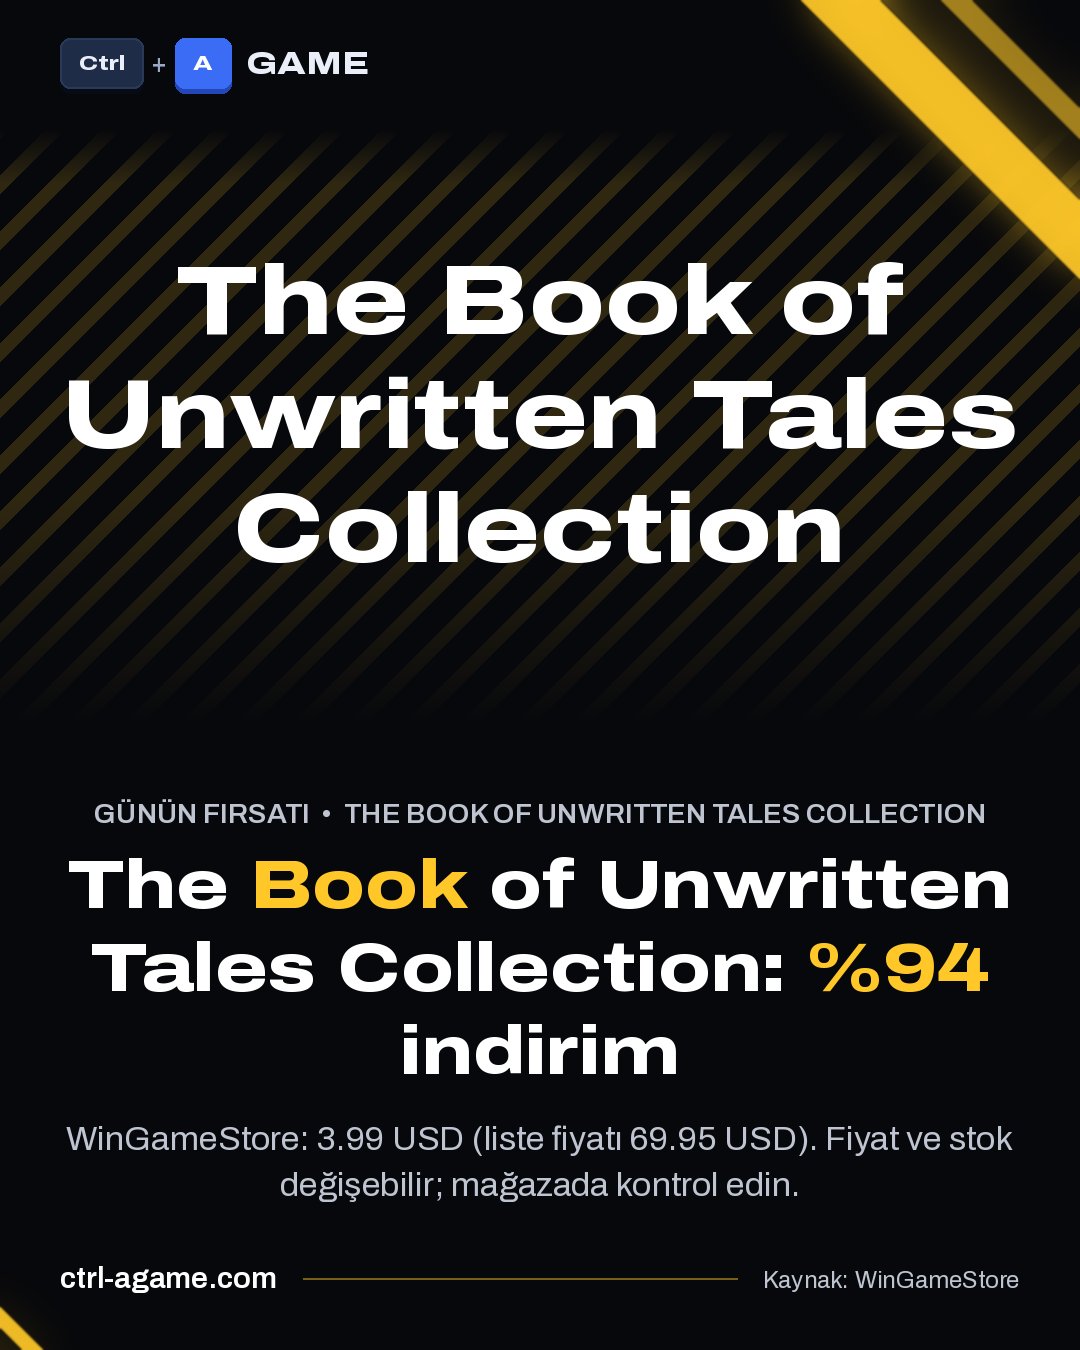 Ctrl + A GAME
The Book of
Unwritten Tales
Collection
GÜNÜN FIRSATI • THE BOOK OF UNWRITTEN TALES COLLECTION
The Book of Unwritten
Tales Collection: %94
indirim
WinGameStore: 3.99 USD (liste fiyatı 69.95 USD). Fiyat ve stok
değişebilir; mağazada kontrol edin.
ctrl-agame.com
Kaynak: WinGameStore